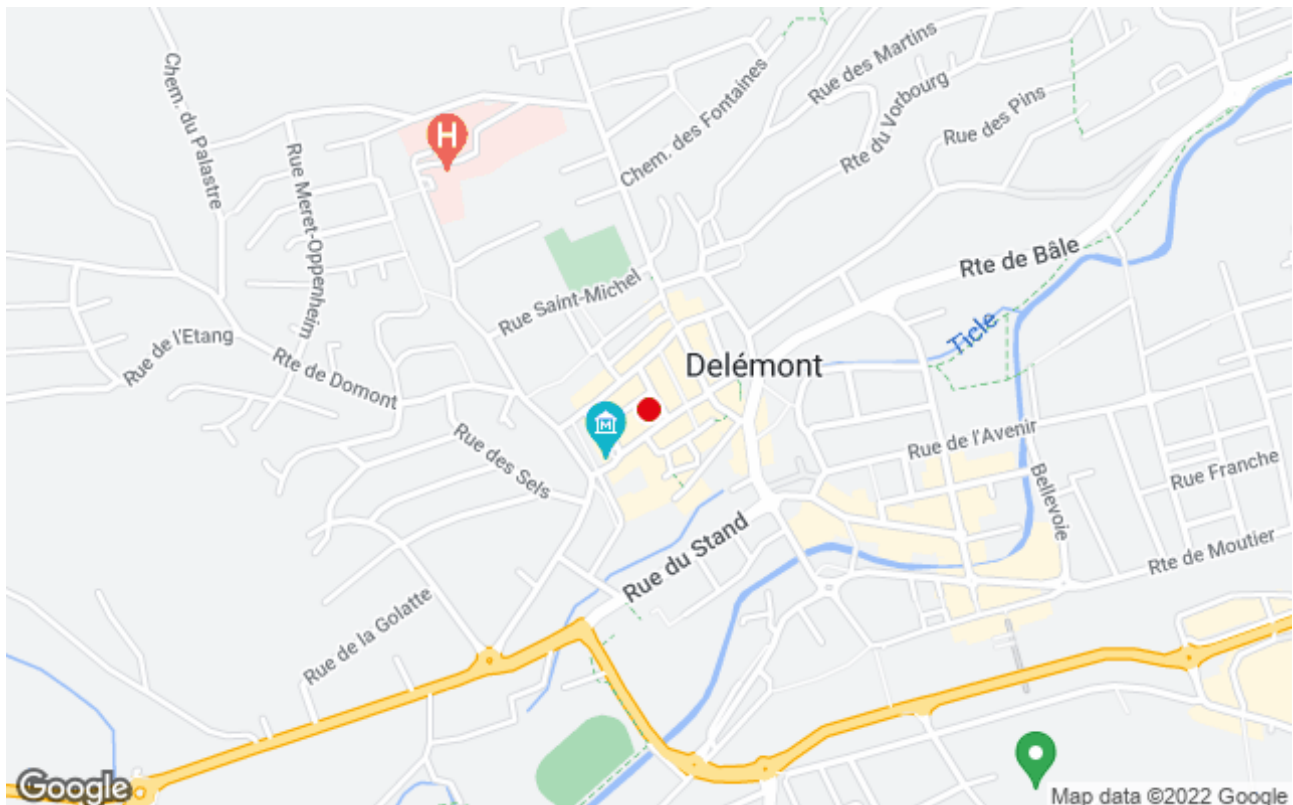 Rue des Martins
Chem. du Palastre
Chem. des Fontaines
Rte du Vorbourg
Rue des Pins
H
Rue Meret-Oppenheim
Rte de Bâle
Rue Saint-Michel
Ticle
Rue de l'Etang
Delémont
Rte de Domont
M
Rue des Sels
Rue de l'Avenir
Rue Franche
Bellevoie
Rue du Stand
Rte de Moutier
Rue de la Golatte
Google
Map data ©2022 Google